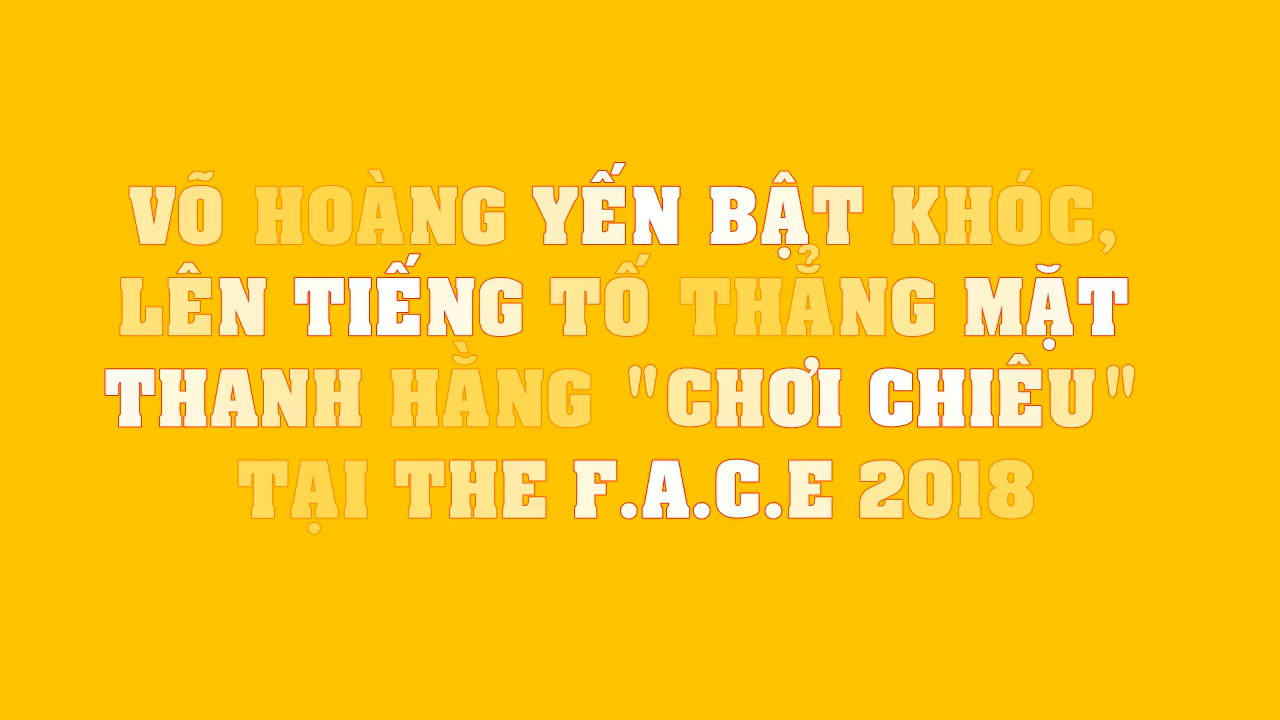 VÕ HOÀNG YẾN BẬT KHÓC,
LÊN TIẾNG TỐ THẲNG MẶT
THANH HẰNG "CHƠI CHIÊU"
TẠI THE F.A.C.E 2018